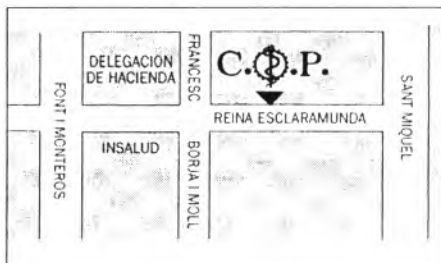 DELEGACIÓN
DE HACIENDA
FRANCESC
C.O.P.
FONT I MONTEROS
REINA ESCLARAMUNDA
SANT MIQUEL
INSALUD
BORJA I MOLL